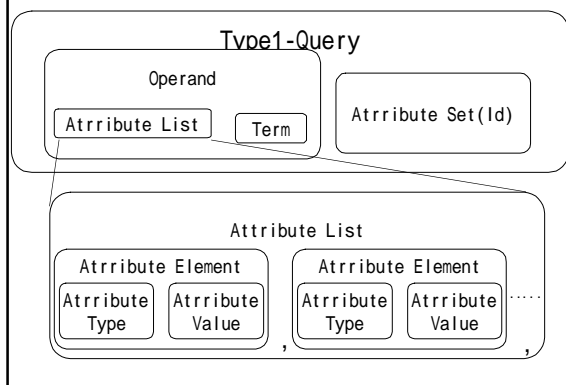 Type1-Query
Operand
Atrribute List
Term
Atrribute Set(Id)
Attribute List
Atrribute Element
Atrribute Element
Atrribute
Type
Atrribute
Value
Atrribute
Type
Atrribute
Value
......
,
,